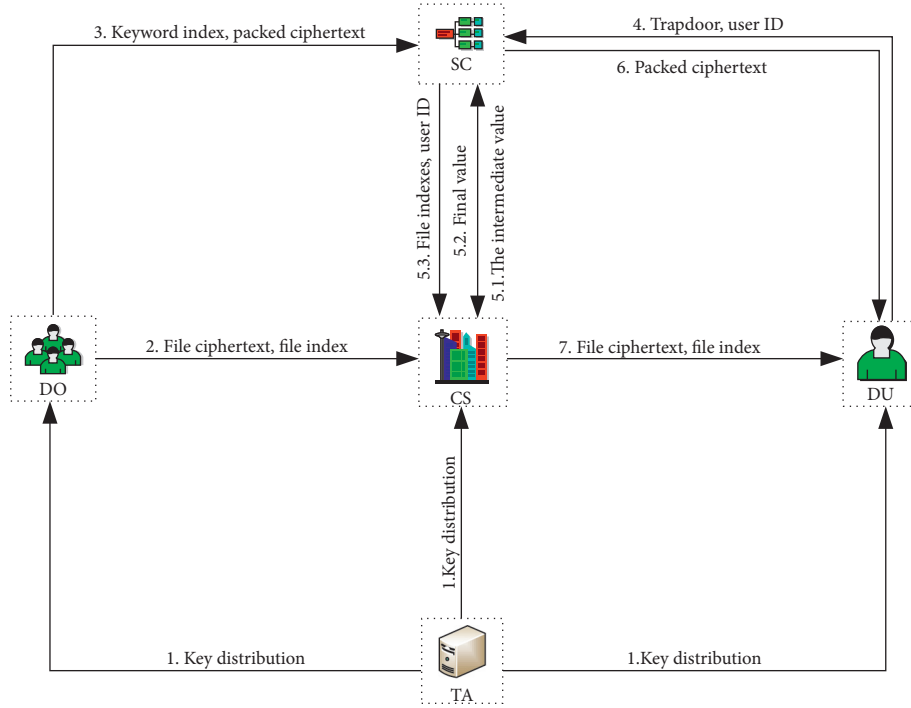 3. Keyword index, packed ciphertext
4. Trapdoor, user ID
SC
6. Packed ciphertext
5.3. File indexes, user ID
5.2. Final value
5.1.The intermediate value
2. File ciphertext, file index
7. File ciphertext, file index
DO
CS
DU
1.Key distribution
1. Key distribution
1.Key distribution
TA